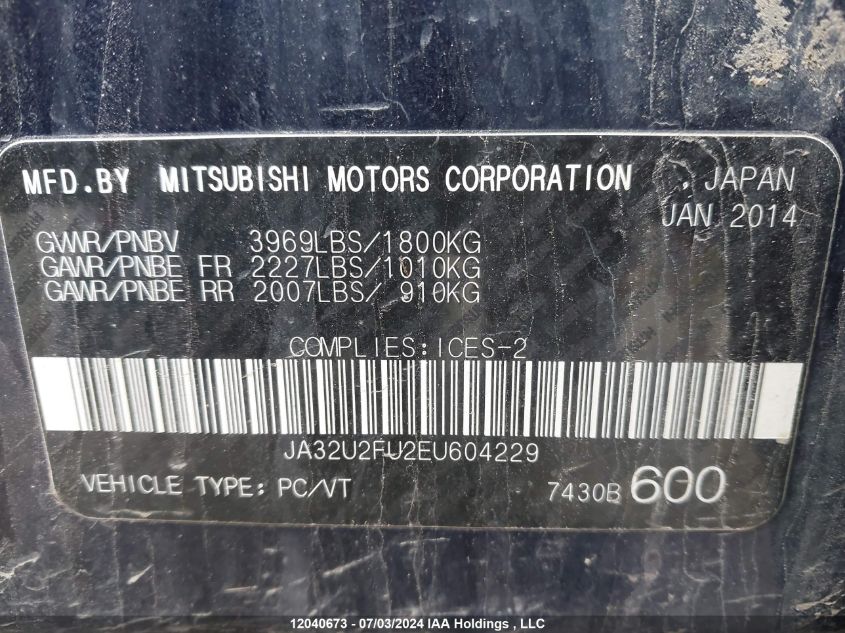 MFD.BY MITSUBISHI MOTORS CORPORATION , JAPAN
JAN 2014
GVWR/PNBV 3969LBS/1800KG
GAWR/PNBE FR 2227LBS/1010KG
GAWR/PNBE RR 2007LBS/ 910KG
COMPLIES:ICES-2
JA32U2FU2EU604229
VEHICLE TYPE: PC/VT 7430B 600
12040673 - 07/03/2024 IAA Holdings , LLC